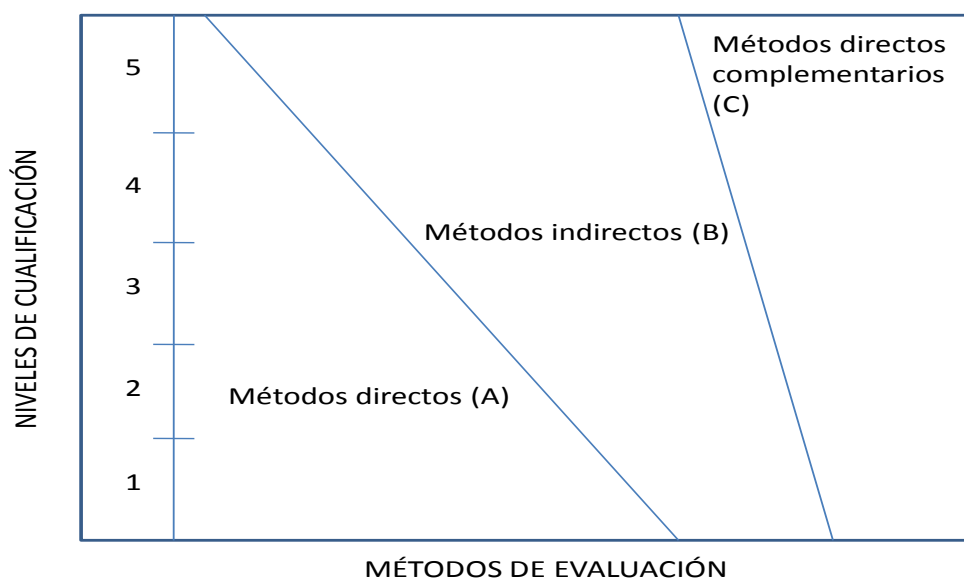 NIVELES DE CUALIFICACIÓN
5
4
3
2
1
Métodos directos
complementarios
(C)
Métodos indirectos (B)
Métodos directos (A)
MÉTODOS DE EVALUACIÓN